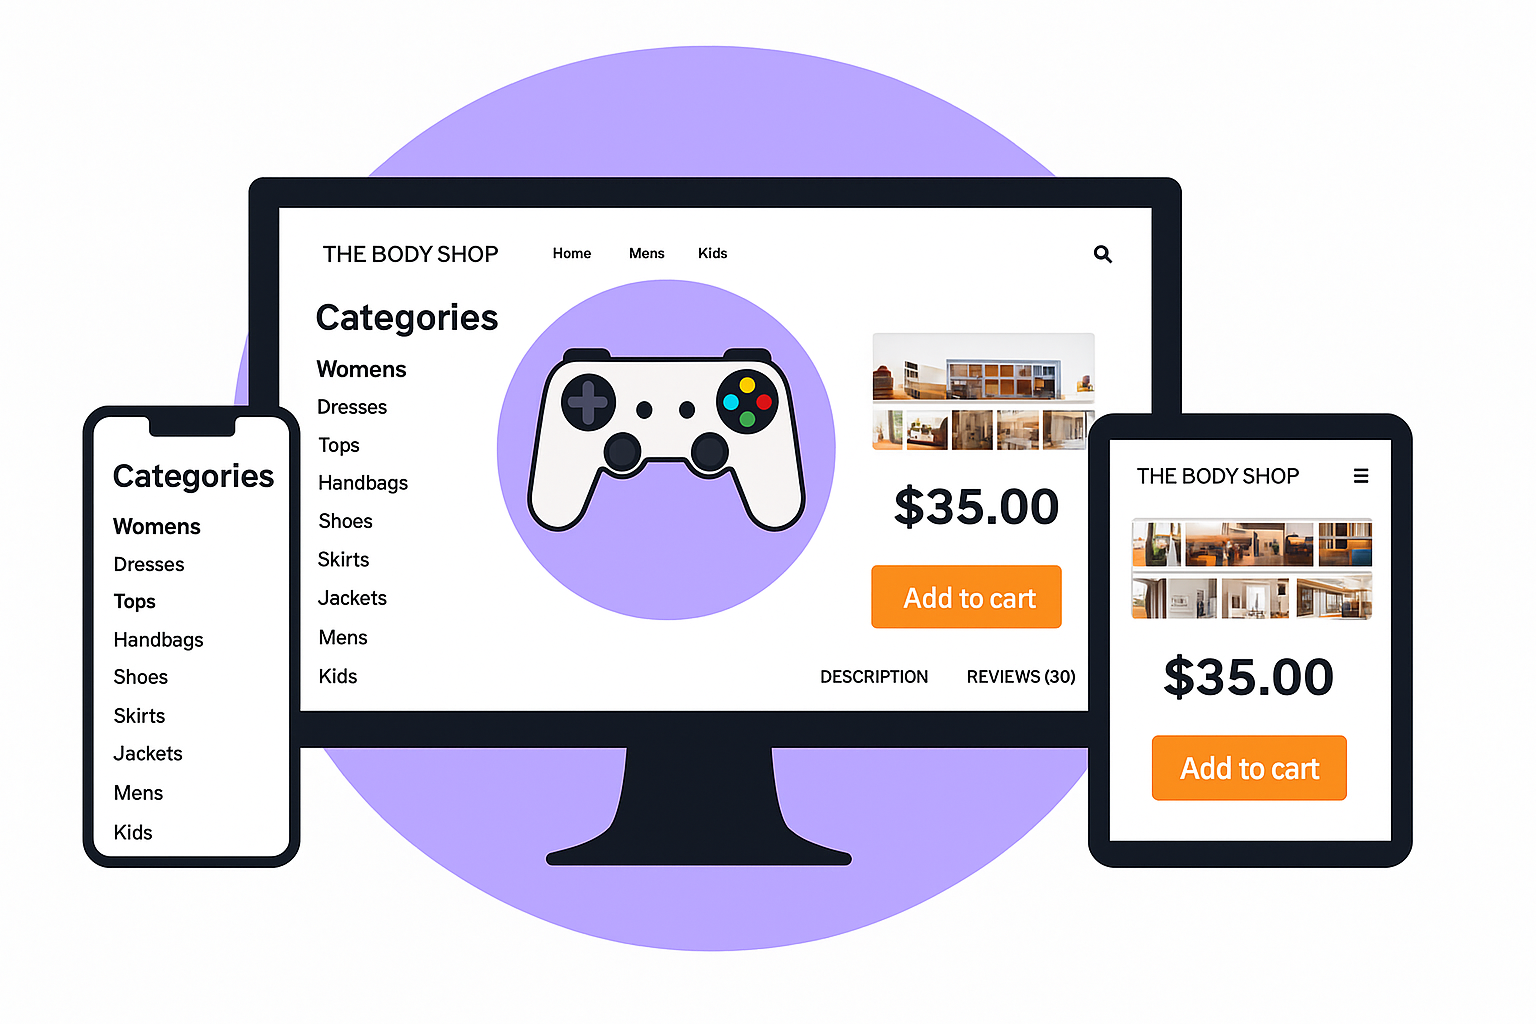 THE BODY SHOP Home Mens Kids
Categories
Womens
Dresses
Tops
Handbags
Shoes
Skirts
Jackets
Mens
Kids
$35.00
Add to cart
DESCRIPTION REVIEWS (30)
Categories
Womens
Dresses
Tops
Handbags
Shoes
Skirts
Jackets
Mens
Kids
THE BODY SHOP
$35.00
Add to cart